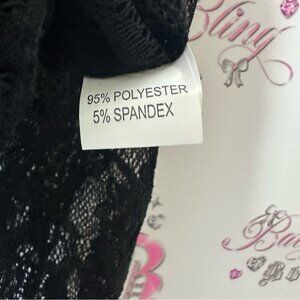 Bling
95% POLYESTER
5% SPANDEX